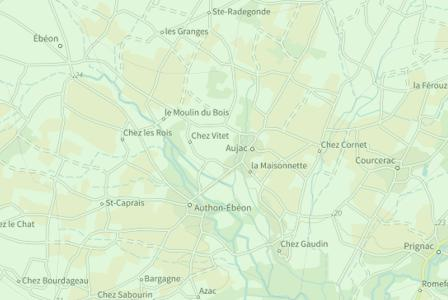 Ste-Radegonde
les Granges
Ébéon
24
la Férou
le Moulin du Bois
Chez les Rois
Chez Vitet
Aujac
Chez Cornet
Courcerac
la Maisonnette
St-Caprais
Authon-Ébéon
20
23
ez le Chat
Chez Gaudin
Prignac
Chez Bourdageau
Bargagne
Chez Sabourin
Azac
Romef